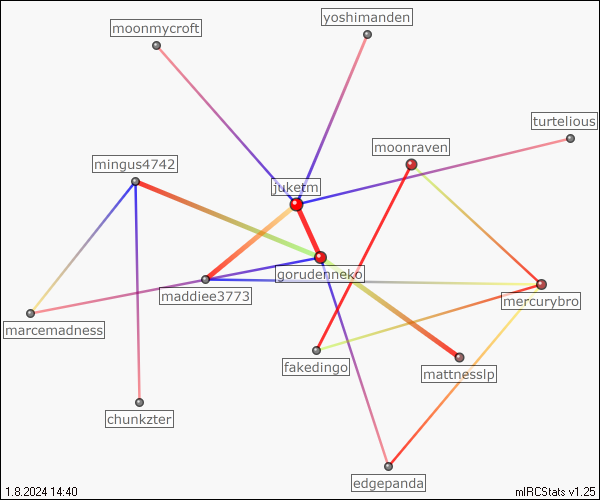 yoshimanden
moonmycroft
turtelious
moonraven
mingus4742
juketm
gorudenneko
maddiee3773
mercurybro
marcemadness
fakedingo
mattnesslp
chunkzter
edgepanda
1.8.2024 14:40
mIRCStats v1.25